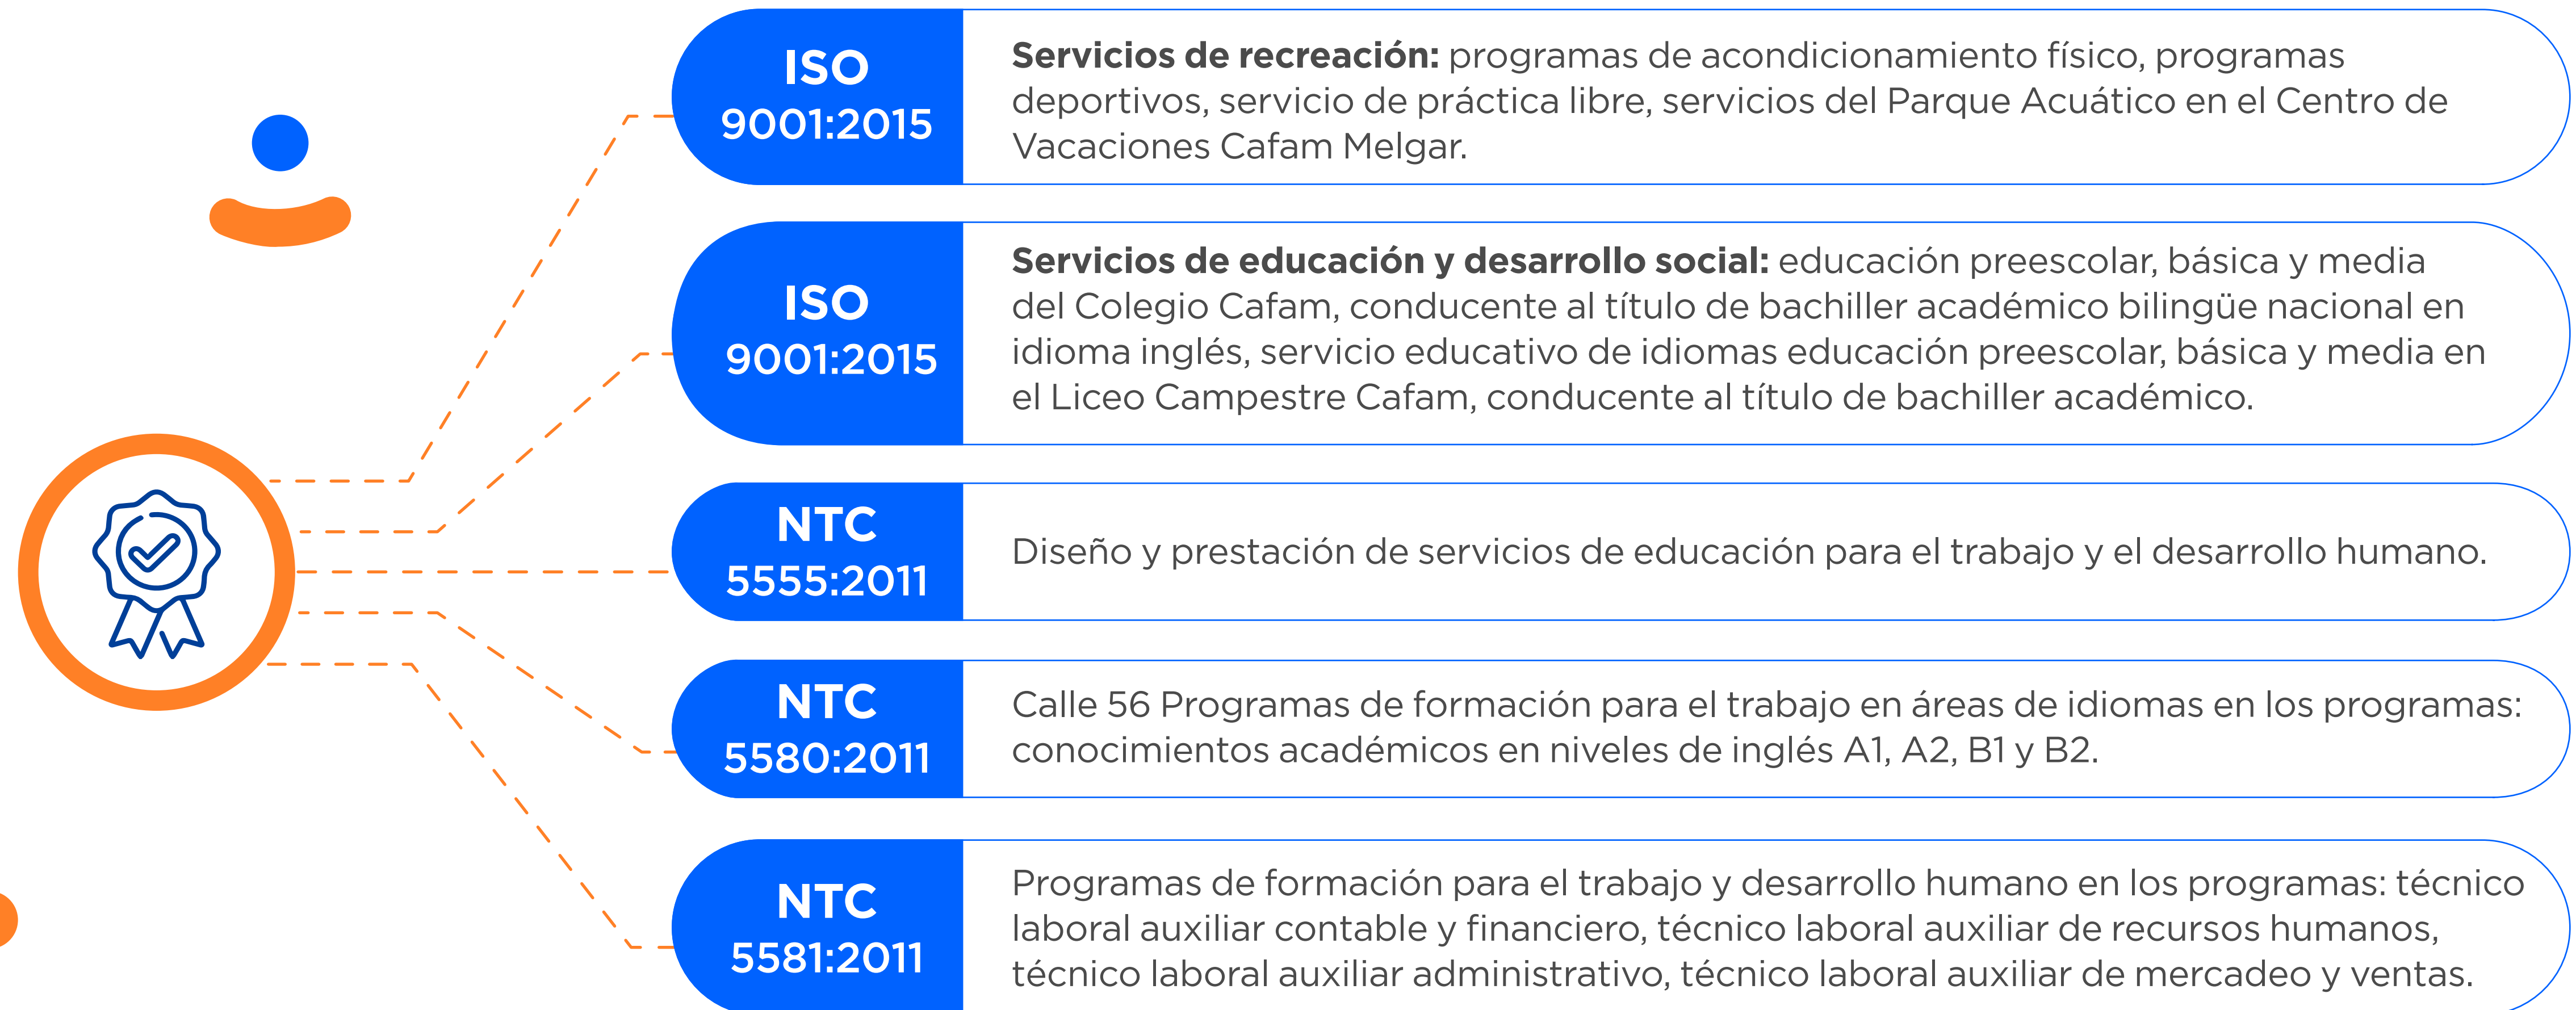 ISO
9001:2015
Servicios de recreación: programas de acondicionamiento físico, programas
deportivos, servicio de práctica libre, servicios del Parque Acuático en el Centro de
Vacaciones Cafam Melgar.
ISO
9001:2015
Servicios de educación y desarrollo social: educación preescolar, básica y media
del Colegio Cafam, conducente al título de bachiller académico bilingüe nacional en
idioma inglés, servicio educativo de idiomas educación preescolar, básica y media en
el Liceo Campestre Cafam, conducente al título de bachiller académico.
NTC
5555:2011
Diseño y prestación de servicios de educación para el trabajo y el desarrollo humano.
NTC
5580:2011
Calle 56 Programas de formación para el trabajo en áreas de idiomas en los programas:
conocimientos académicos en niveles de inglés A1, A2, B1 y B2.
NTC
5581:2011
Programas de formación para el trabajo y desarrollo humano en los programas: técnico
laboral auxiliar contable y financiero, técnico laboral auxiliar de recursos humanos,
técnico laboral auxiliar administrativo, técnico laboral auxiliar de mercadeo y ventas.